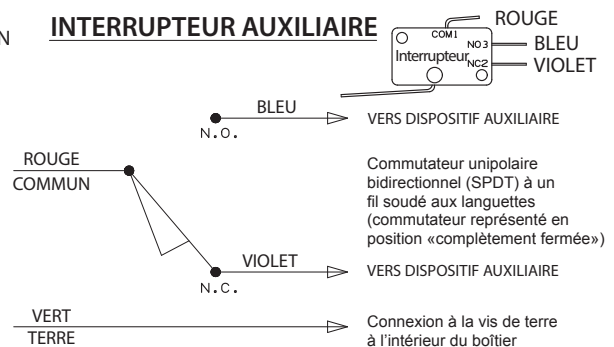 N
INTERRUPTEUR AUXILIAIRE
ROUGE
COM1
NO3
BLEU
Interrupteur
NC2
VIOLET
BLEU
N.O.
VERS DISPOSITIF AUXILIAIRE
ROUGE
COMMUN
Commutateur unipolaire
bidirectionnel (SPDT) à un
fil soudé aux languettes
(commutateur représenté en
position «complètement fermée»)
VIOLET
N.C.
VERS DISPOSITIF AUXILIAIRE
VERT
TERRE
Connexion à la vis de terre
à l'intérieur du boîtier